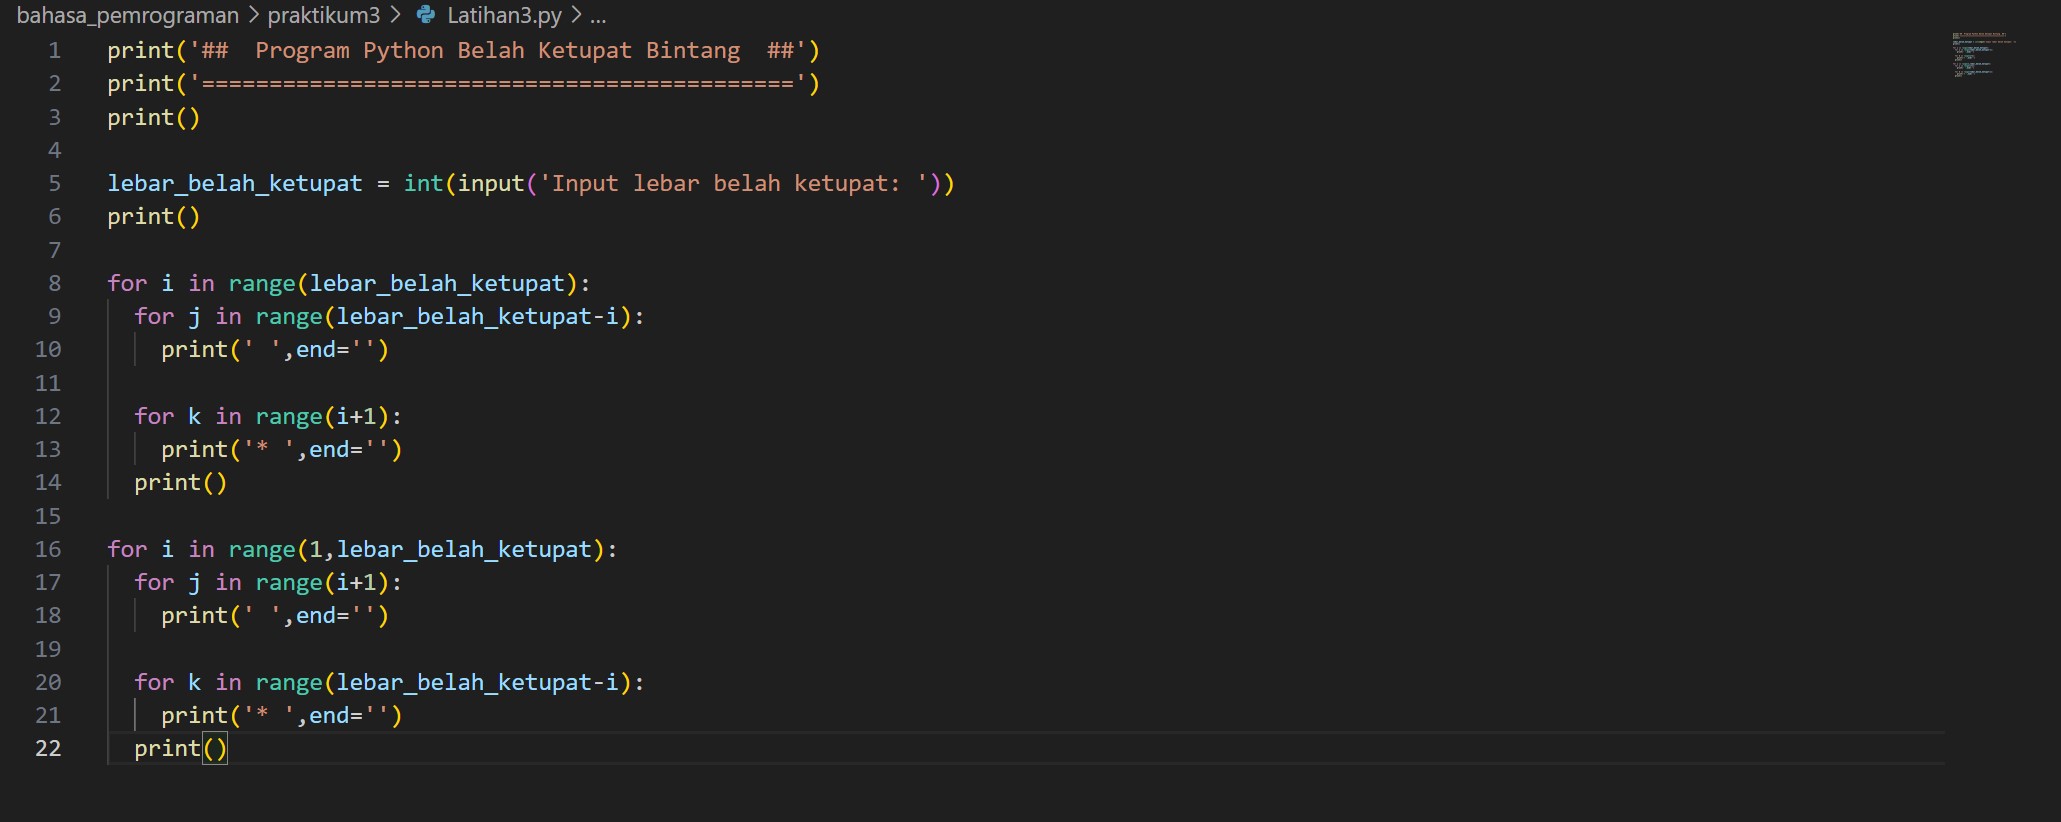 bahasa_pemrograman > praktikum3 > Latihan3.py > ...
1 print('##  Program Python Belah Ketupat Bintang  ##')
2 print('============================================')
3 print()
4
5 lebar_belah_ketupat = int(input('Input lebar belah ketupat: '))
6 print()
7
8 for i in range(lebar_belah_ketupat):
9   for j in range(lebar_belah_ketupat-i):
10     print(' ',end='')
11
12   for k in range(i+1):
13     print('* ',end='')
14   print()
15
16 for i in range(1,lebar_belah_ketupat):
17   for j in range(i+1):
18     print(' ',end='')
19
20   for k in range(lebar_belah_ketupat-i):
21     print('* ',end='')
22   print()